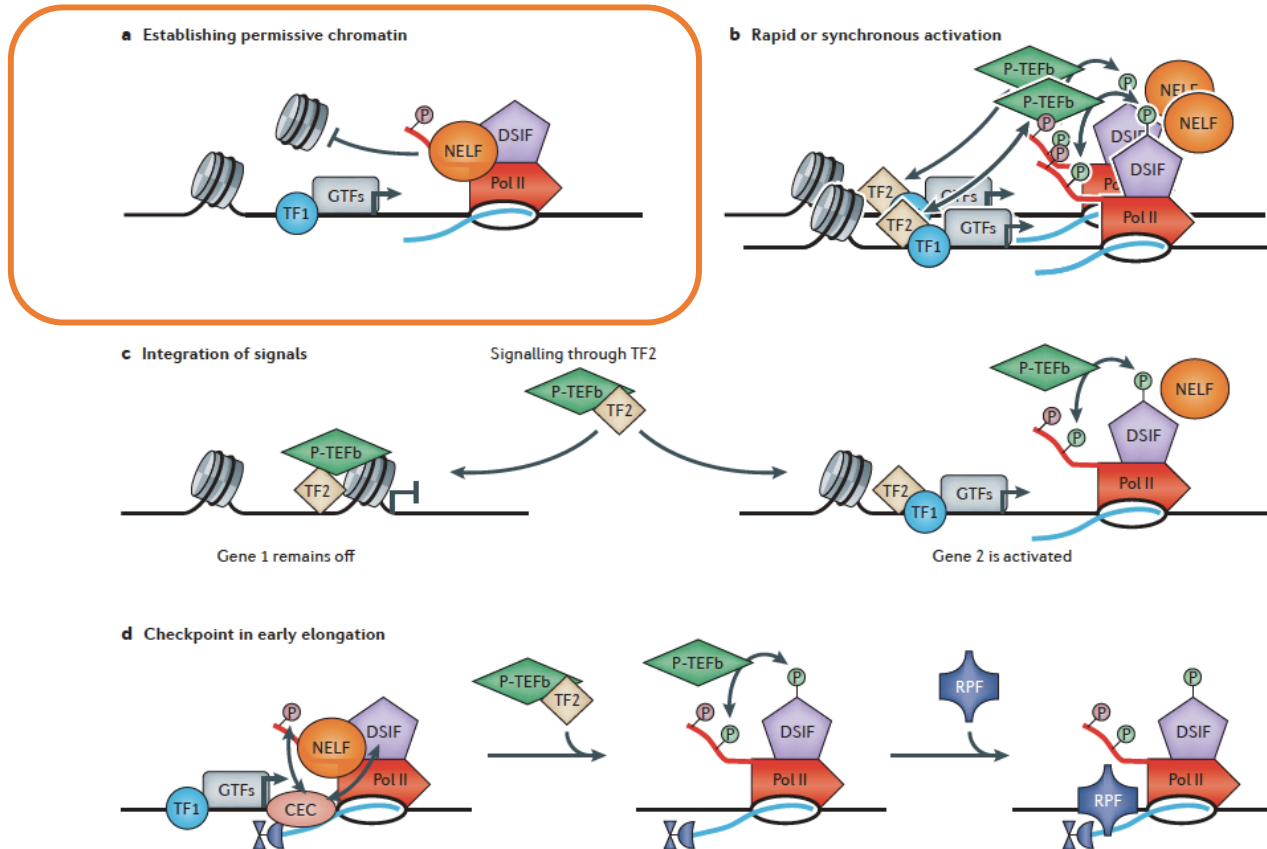 a Establishing permissive chromatin
P
NELF
DSIF
Pol II
GTFs
TF1
b Rapid or synchronous activation
P-TEFb
P-TEFb
P
P
NELF
NELF
P
P
P
P
DSIF
DSIF
Pol II
TF2
TF2
GTFs
GTFs
TF1
c Integration of signals
Signalling through TF2
P-TEFb
TF2
P-TEFb
TF2
Gene 1 remains off
P-TEFb
P
NELF
P
P
DSIF
Pol II
TF2
TF1
GTFs
Gene 2 is activated
d Checkpoint in early elongation
P
NELF
DSIF
Pol II
GTFs
TF1
CEC
P-TEFb
TF2
P-TEFb
P
P
P
DSIF
Pol II
RPF
P
P
P
DSIF
Pol II
RPF